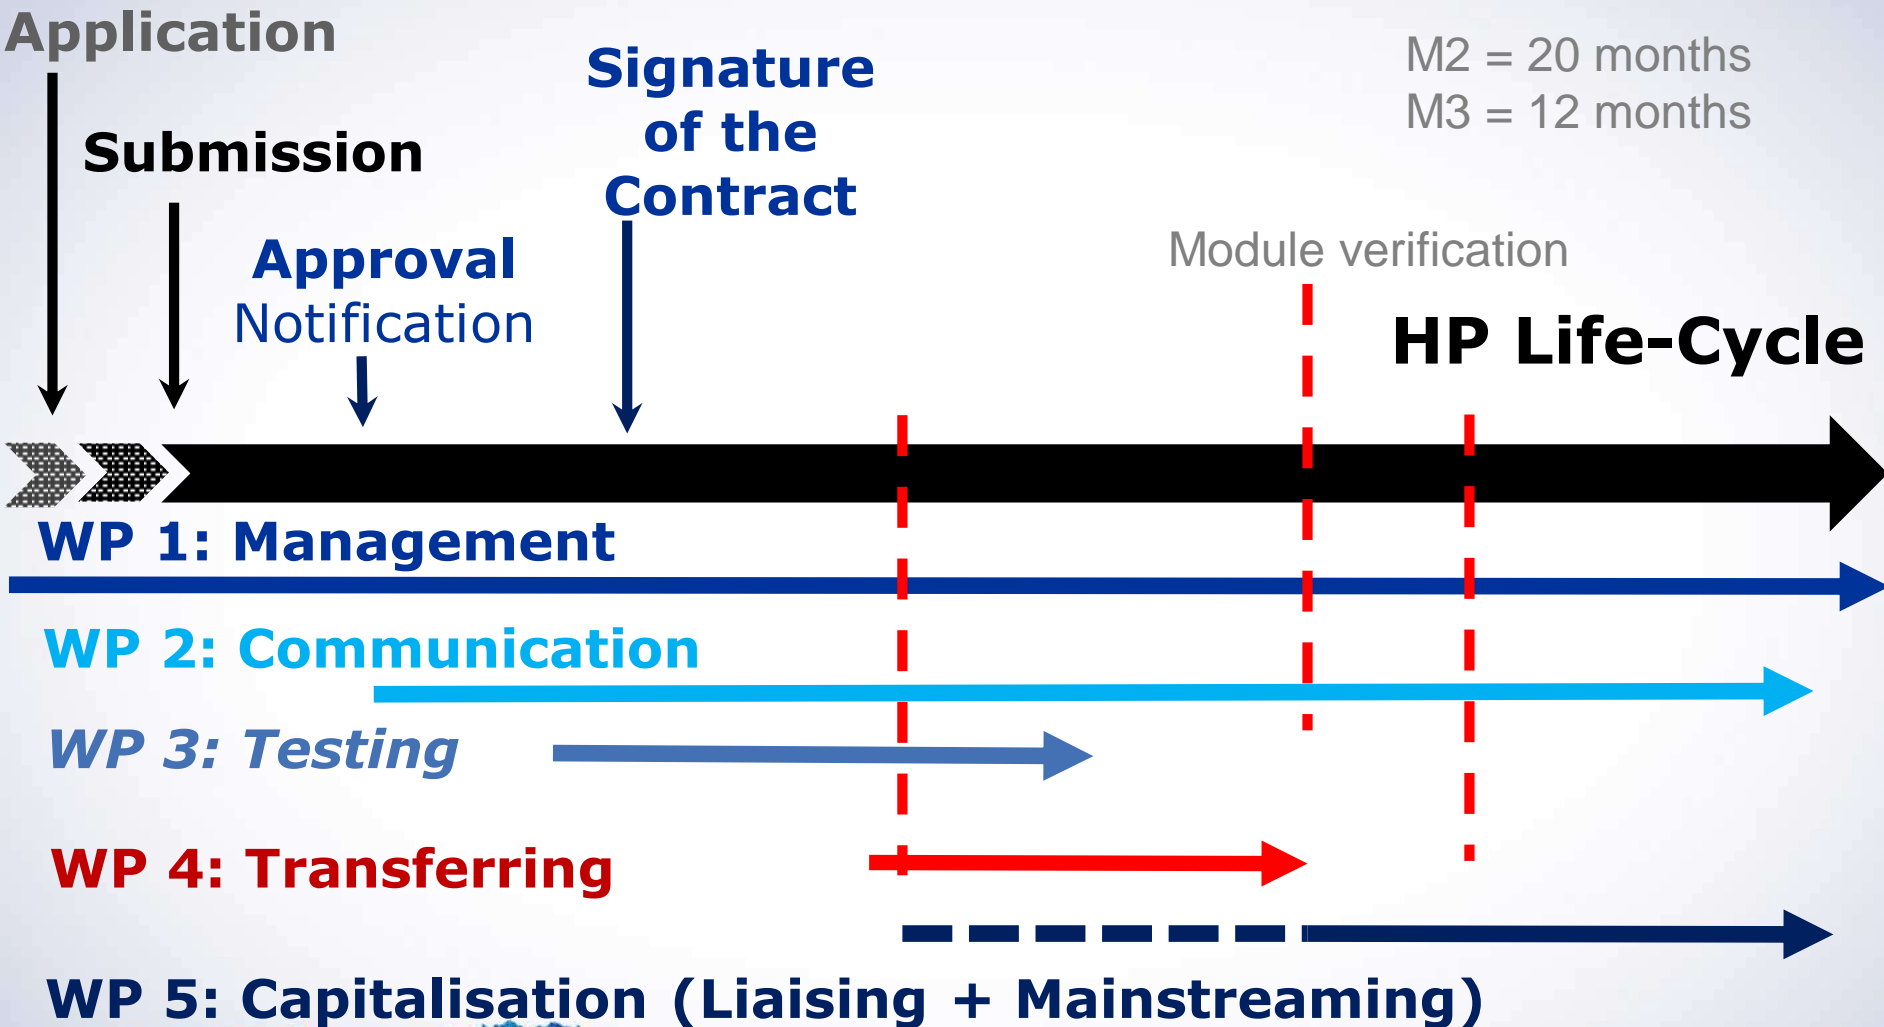 Application
M2 = 20 months
M3 = 12 months
Signature
of the
Contract
Submission
Approval
Notification
Module verification
HP Life-Cycle
WP 1: Management
WP 2: Communication
WP 3: Testing
WP 4: Transferring
WP 5: Capitalisation (Liaising + Mainstreaming)